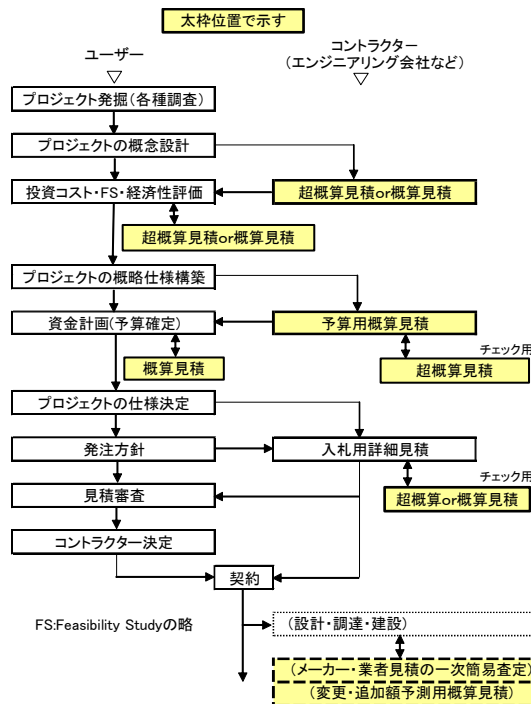 太枠位置で示す
ユーザー
コントラクター
(エンジニアリング会社など)
プロジェクト発掘(各種調査)
プロジェクトの概念設計
投資コスト・FS・経済性評価
超概算見積or概算見積
超概算見積or概算見積
プロジェクトの概略仕様構築
資金計画(予算確定)
予算用概算見積
概算見積
チェック用
超概算見積
プロジェクトの仕様決定
発注方針
入札用詳細見積
チェック用
見積審査
超概算or概算見積
コントラクター決定
契約
FS:Feasibility Studyの略
(設計・調達・建設)
(メーカー・業者見積の一次簡易査定)
(変更・追加額予測用概算見積)